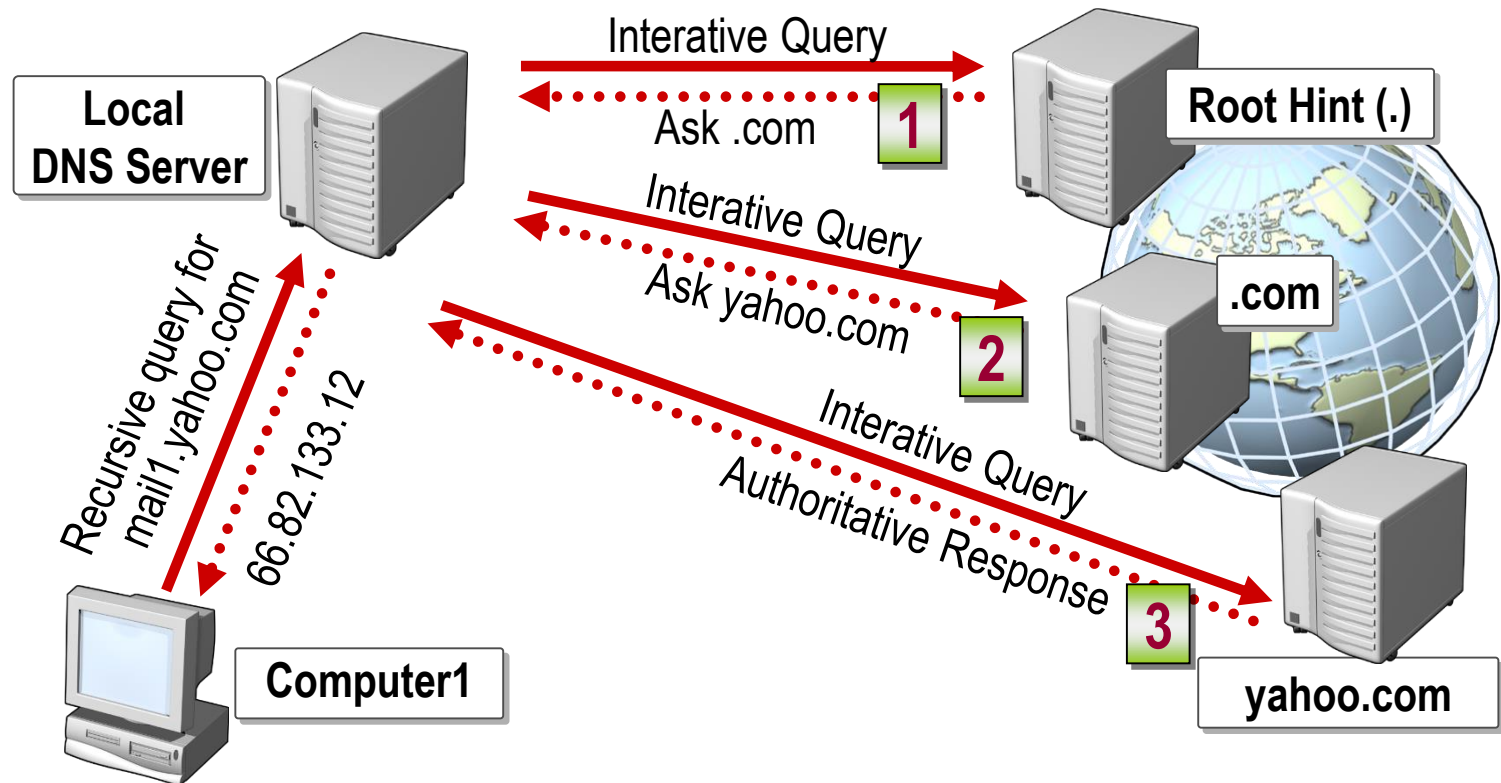 Local
DNS Server
Interative Query
Ask .com
1
Root Hint (.)
Interative Query
Ask yahoo.com
2
.com
Interative Query
Authoritative Response
3
yahoo.com
Recursive query for
mail1.yahoo.com
66.82.133.12
Computer1